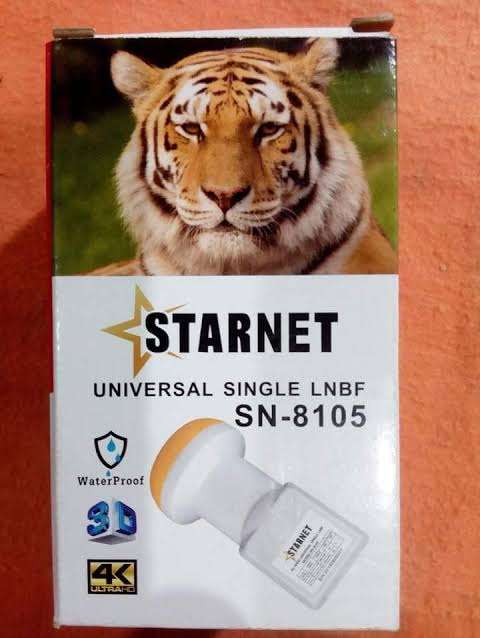 STARNET
UNIVERSAL SINGLE LNBF
SN-8105
WaterProof
3D
4K
ULTRA HD
STARNET